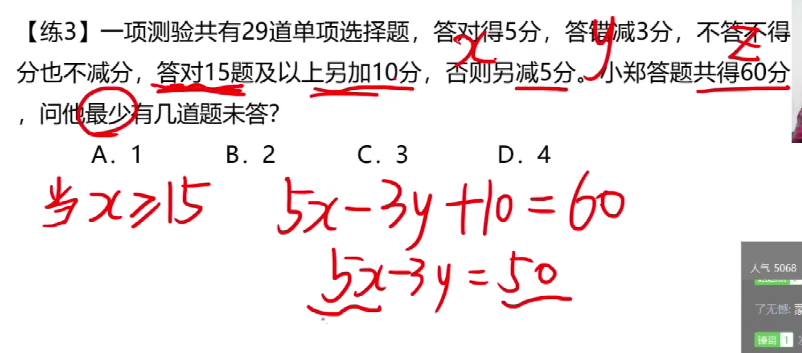 【练3】一项测验共有29道单项选择题，答对得5分，答错减3分，不答不得
x y z
分也不减分，答对15题及以上另加10分，否则另减5分。小郑答题共得60分
，问他最少有几道题未答？
A. 1 B. 2 C. 3 D. 4
当x≥15 5x-3y+10=60
5x-3y=50
人气 5068
了无憾:
1